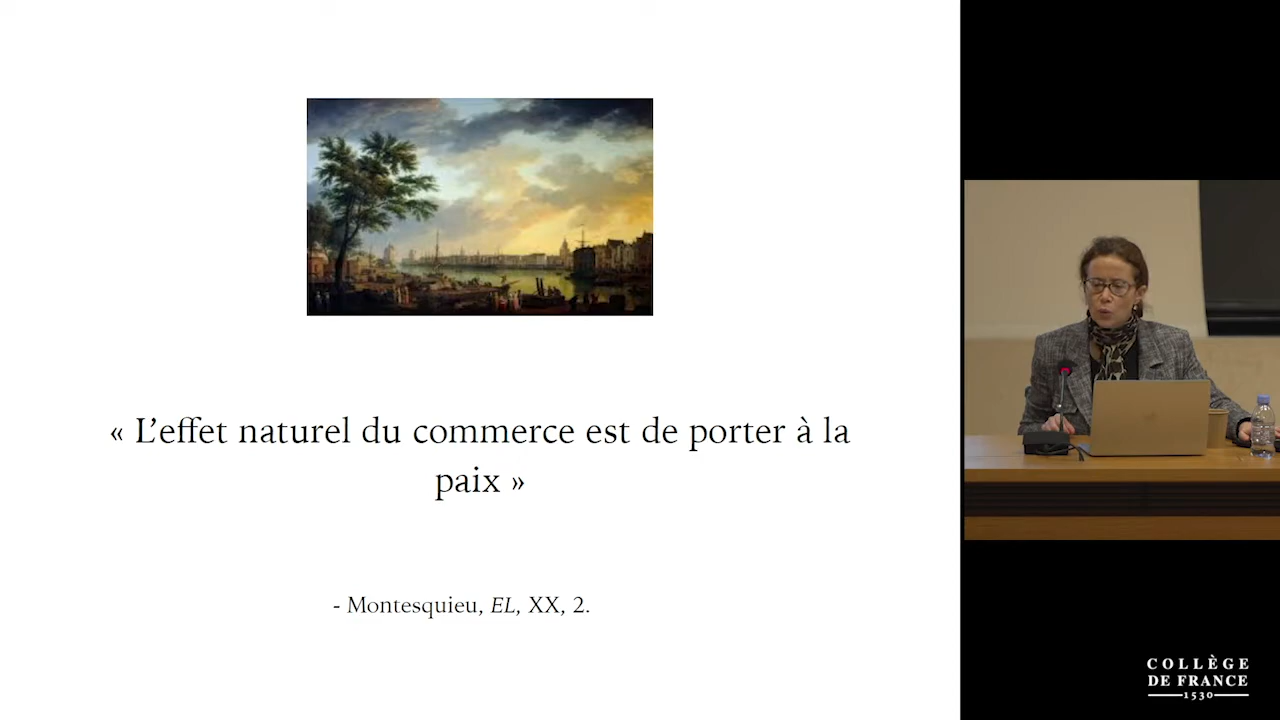 « L’effet naturel du commerce est de porter à la
paix »
- Montesquieu, EL, XX, 2.
COLLÈGE
DE FRANCE
1530